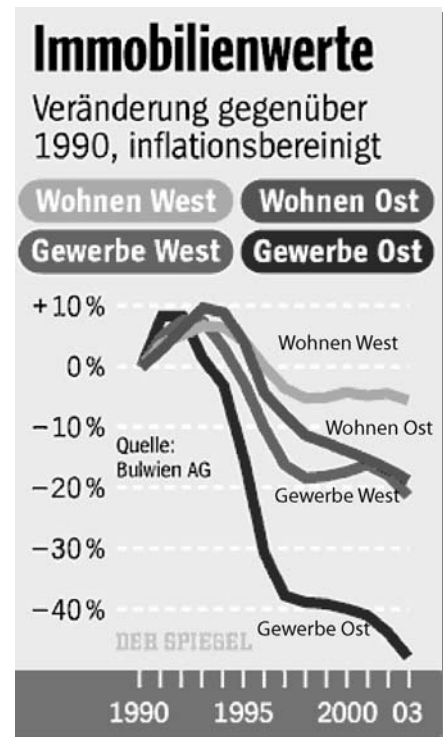 Immobilienwerte
Veränderung gegenüber
1990, inflationsbereinigt
Wohnen West Wohnen Ost
Gewerbe West Gewerbe Ost
+10%
0%
−10%
−20%
−30%
−40%
Wohnen West
Wohnen Ost
Quelle:
Bulwien AG
Gewerbe West
Gewerbe Ost
DER SPIEGEL
1990 1995 2000 03